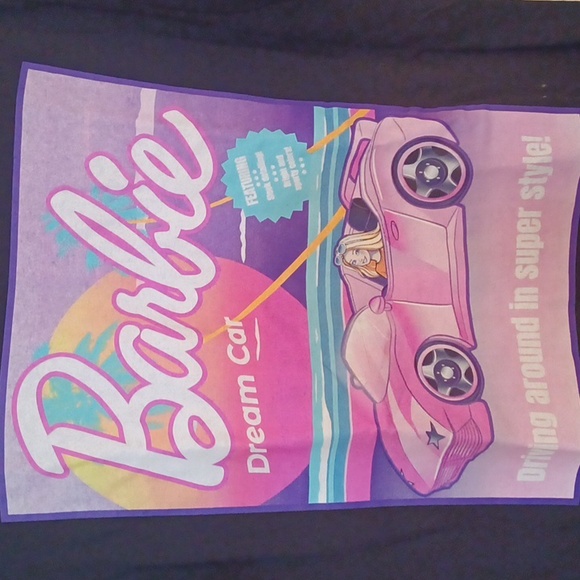 Barbie
Dream Car
FEATURING
Driving around in super style!